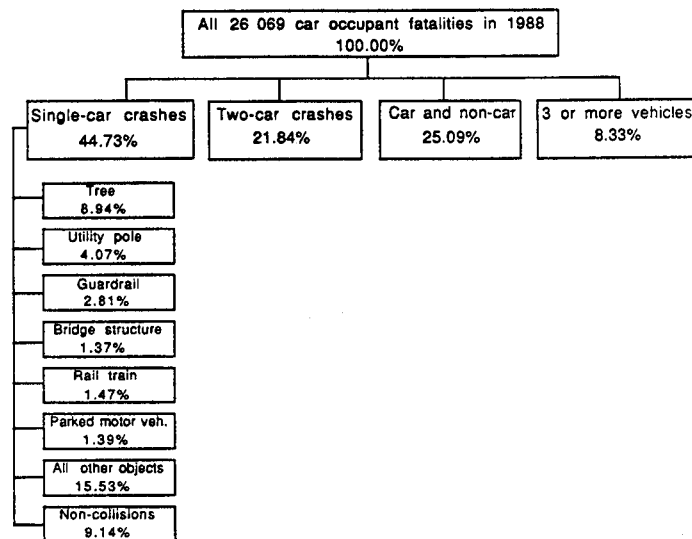 All 26 069 car occupant fatalities in 1988
100.00%
Single-car crashes
44.73%
Two-car crashes
21.84%
Car and non-car
25.09%
3 or more vehicles
8.33%
Tree
8.94%
Utility pole
4.07%
Guardrail
2.81%
Bridge structure
1.37%
Rail train
1.47%
Parked motor veh.
1.39%
All other objects
15.53%
Non-collisions
9.14%